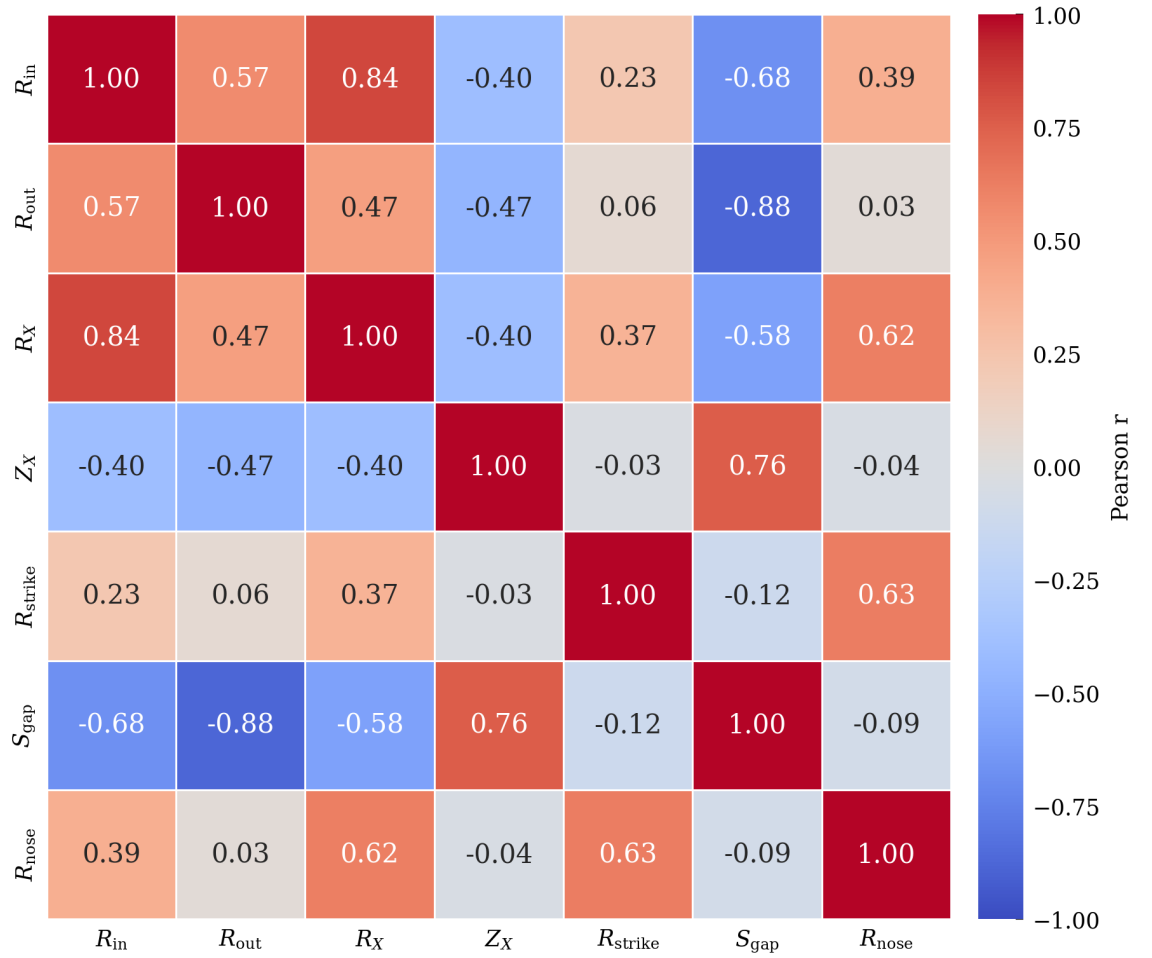 R_in 1.00 0.57 0.84 -0.40 0.23 -0.68 0.39
R_out 0.57 1.00 0.47 -0.47 0.06 -0.88 0.03
R_X 0.84 0.47 1.00 -0.40 0.37 -0.58 0.62
Z_X -0.40 -0.47 -0.40 1.00 -0.03 0.76 -0.04
R_strike 0.23 0.06 0.37 -0.03 1.00 -0.12 0.63
S_gap -0.68 -0.88 -0.58 0.76 -0.12 1.00 -0.09
R_nose 0.39 0.03 0.62 -0.04 0.63 -0.09 1.00
R_in R_out R_X Z_X R_strike S_gap R_nose
1.00
0.75
0.50
0.25
0.00
−0.25
−0.50
−0.75
−1.00
Pearson r